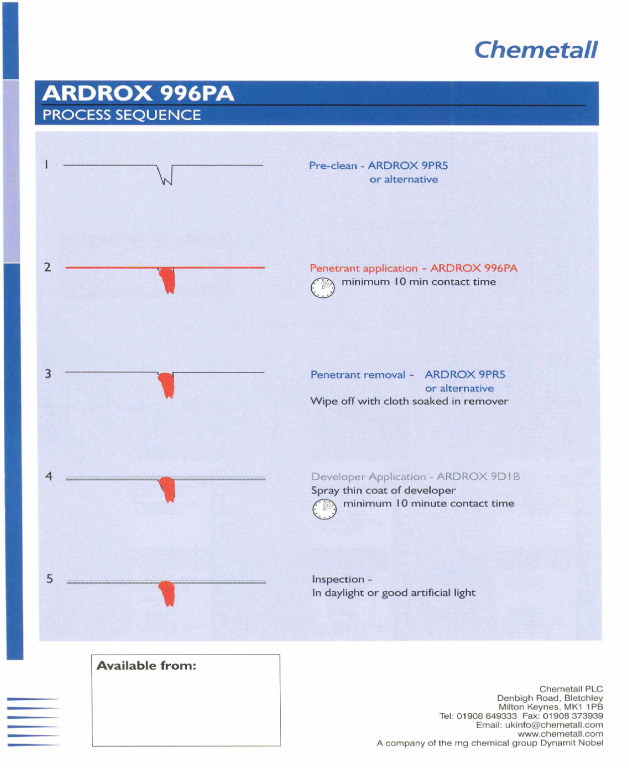 Chemetall
ARDROX 996PA
PROCESS SEQUENCE
1
Pre-clean - ARDROX 9PR5
or alternative
2
Penetrant application - ARDROX 996PA
minimum 10 min contact time
3
Penetrant removal - ARDROX 9PR5
or alternative
Wipe off with cloth soaked in remover
4
Developer Application - ARDROX 9D1B
Spray thin coat of developer
minimum 10 minute contact time
5
Inspection -
In daylight or good artificial light
Available from:
Chemetall PLC
Denbigh Road, Bletchley
Milton Keynes, MK1 1PB
Tel: 01908 649333 Fax: 01908 373939
Email: ukinfo@chemetall.com
www.chemetall.com
A company of the mg chemical group Dynamit Nobel